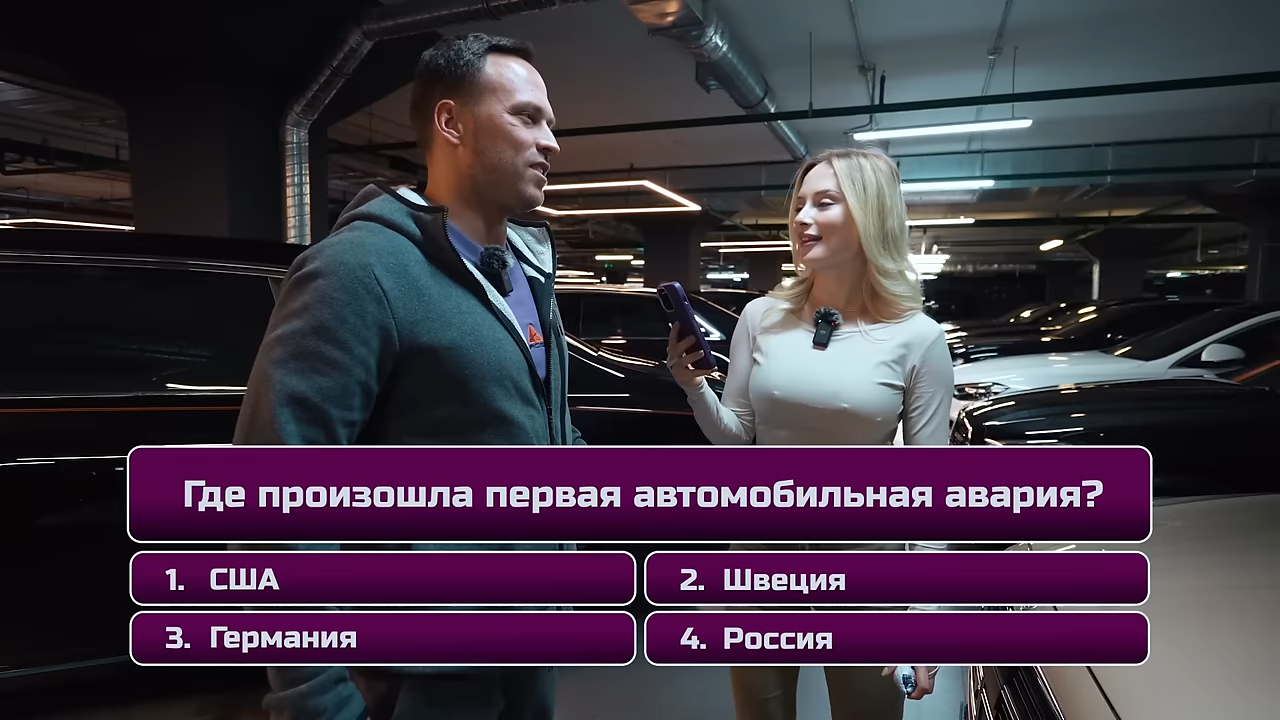 Где произошла первая автомобильная авария?
1. США
2. Швеция
3. Германия
4. Россия